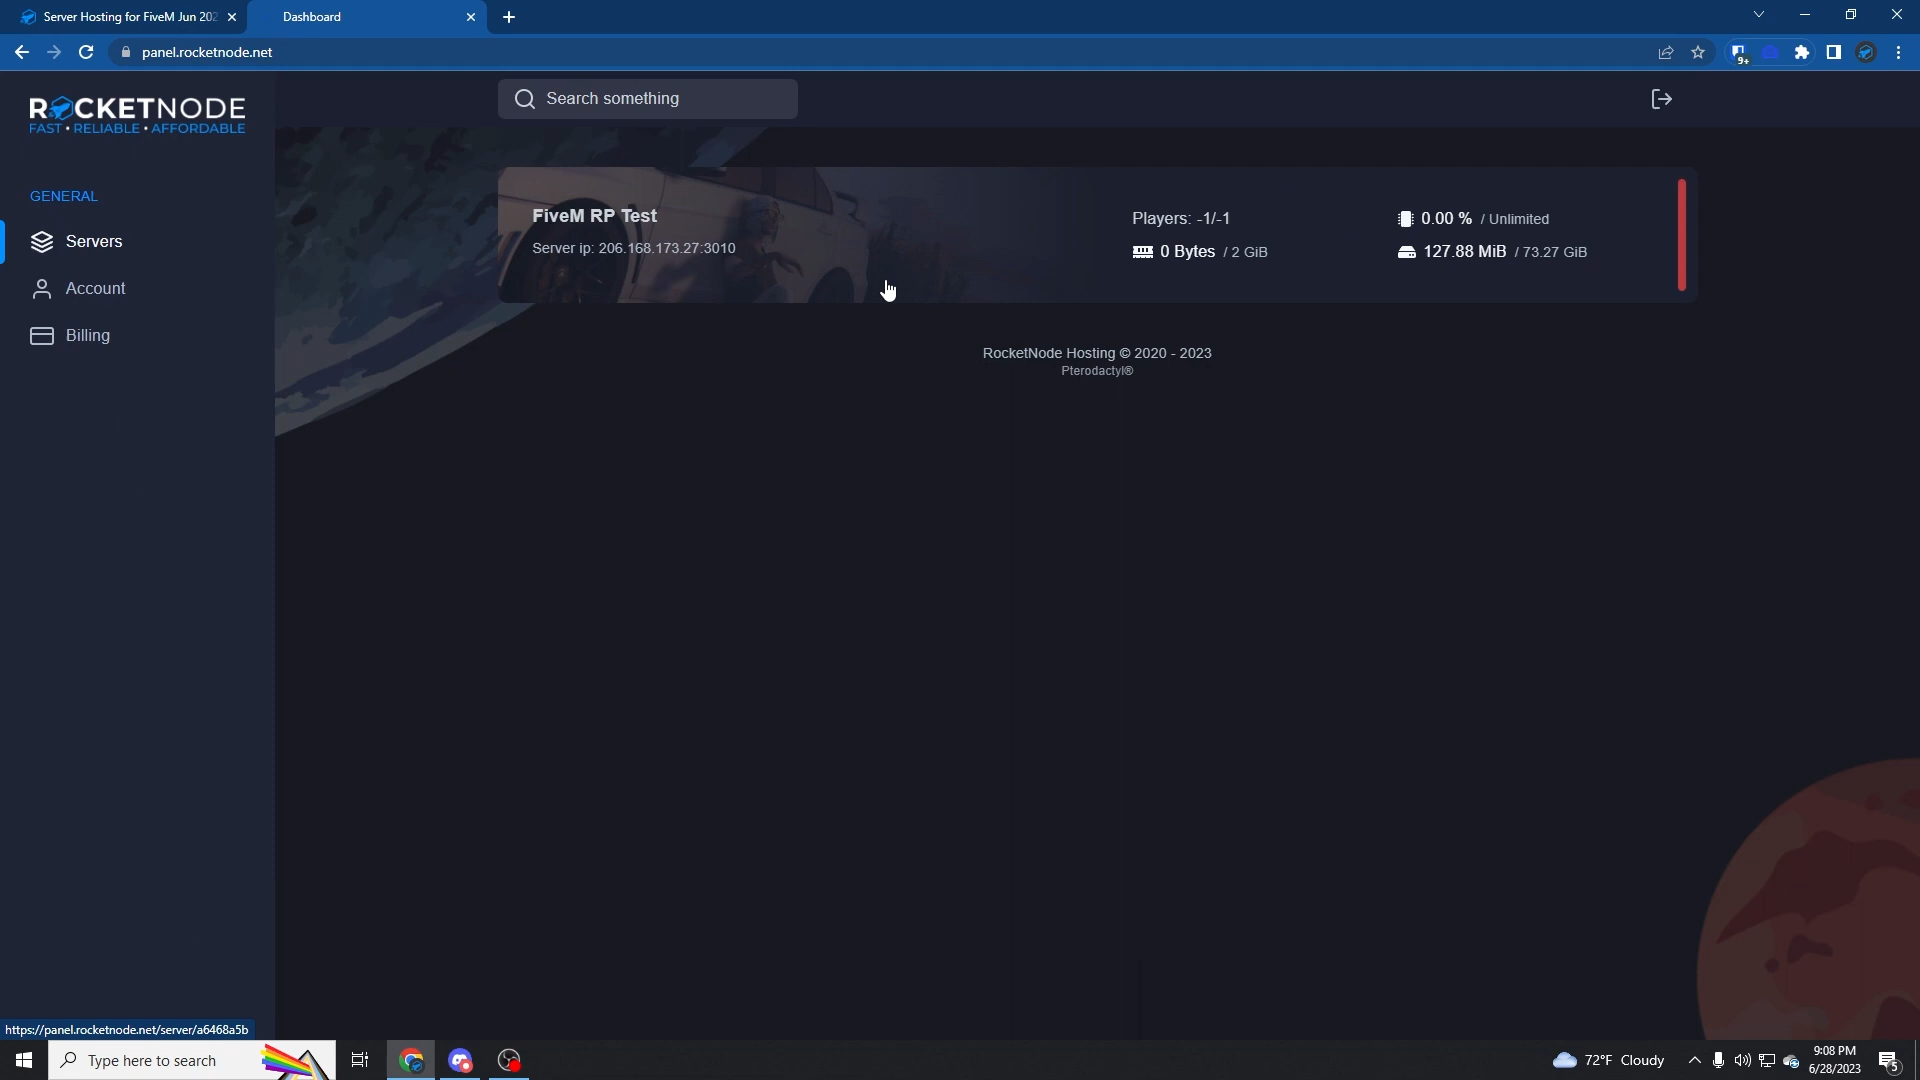 Server Hosting for FiveM Jun 202
Dashboard
panel.rocketnode.net
9+
ROCKETNODE
FAST • RELIABLE • AFFORDABLE
Search something
GENERAL
Servers
Account
Billing
FiveM RP Test
Server ip: 206.168.173.27:3010
Players: -1/-1
0.00 % / Unlimited
0 Bytes / 2 GiB
127.88 MiB / 73.27 GiB
RocketNode Hosting © 2020 - 2023
Pterodactyl®
https://panel.rocketnode.net/server/a6468a5b
Type here to search
72°F Cloudy
9:08 PM
6/28/2023
5